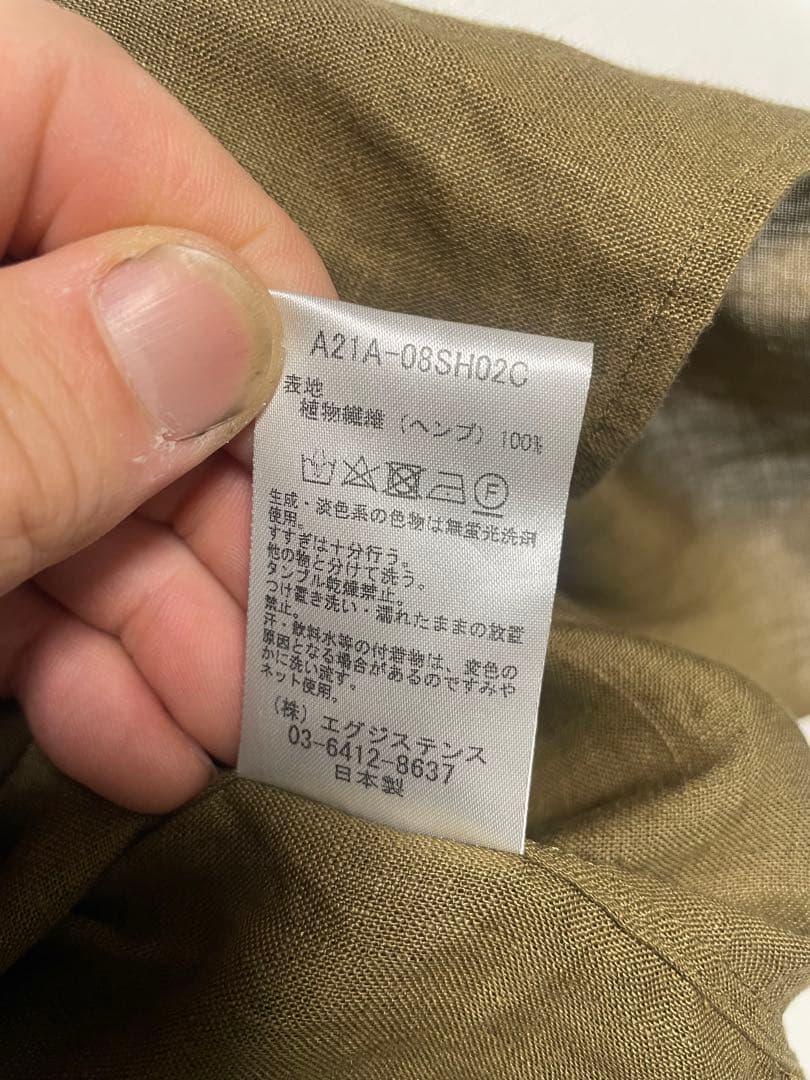 A21A-08SH02C
表地
植物繊維（ヘンプ）100%
F
生成・淡色系の色物は無蛍光洗剤
使用。
すすぎは十分行う。
他の物と分けて洗う。
タンブル乾燥禁止。
つけ置き洗い・濡れたままの放置
禁止。
汗・飲料水等の付着物は、変色の
原因となる場合があるのですみや
かに洗い流す。
ネット使用。
（株）エグジステンス
03-6412-8637
日本製